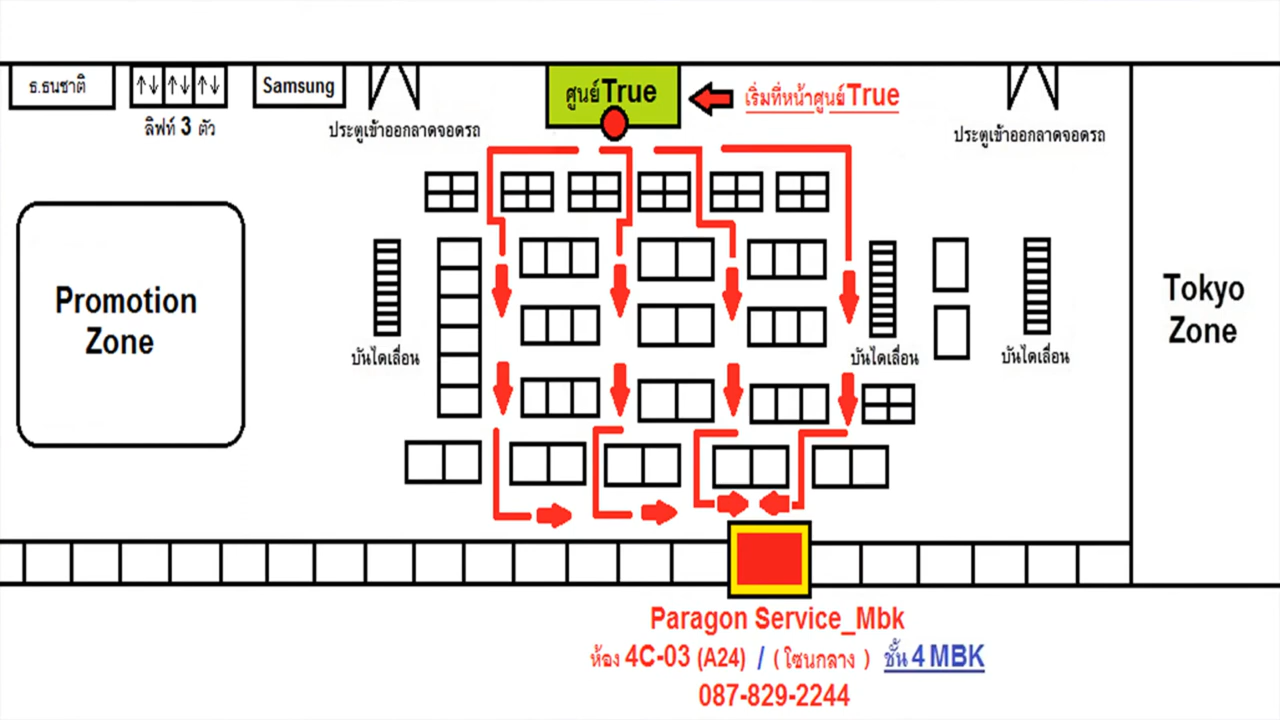 ธ.ธนชาติ
ลิฟท์ 3 ตัว
Samsung
ประตูเข้าออกลาดจอดรถ
ศูนย์True
เริ่มที่หน้าศูนย์True
ประตูเข้าออกลาดจอดรถ
Promotion
Zone
บันไดเลื่อน
บันไดเลื่อน
บันไดเลื่อน
Tokyo
Zone
Paragon Service_Mbk
ห้อง 4C-03 (A24) / ( โซนกลาง ) ชั้น 4 MBK
087-829-2244